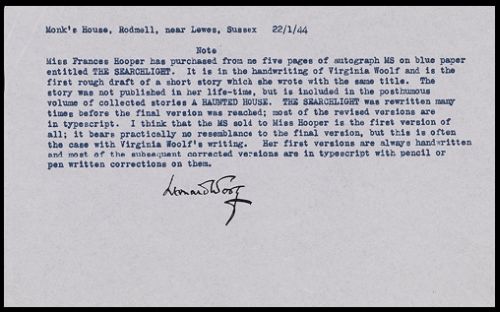 Monk's House, Rodmell, near Lewes, Sussex 22/1/44
Note
Miss Frances Hooper has purchased from me five pages of autograph MS on blue paper
entitled THE SEARCHLIGHT. It is in the handwriting of Virginia Woolf and is the
first rough draft of a short story which she wrote with the same title. The
story was not published in her life-time, but is included in the posthumous
volume of collected stories A HAUNTED HOUSE. THE SEARCHLIGHT was rewritten many
times before the final version was reached; most of the revised versions are
in typescript. I think that the MS sold to Miss Hooper is the first version of
all; it bears practically no resemblance to the final version, but this is often
the case with Virginia Woolf's writing. Her first versions are always handwritten
and most of the subsequent corrected versions are in typescript with pencil or
pen written corrections on them.
Leonard Woolf